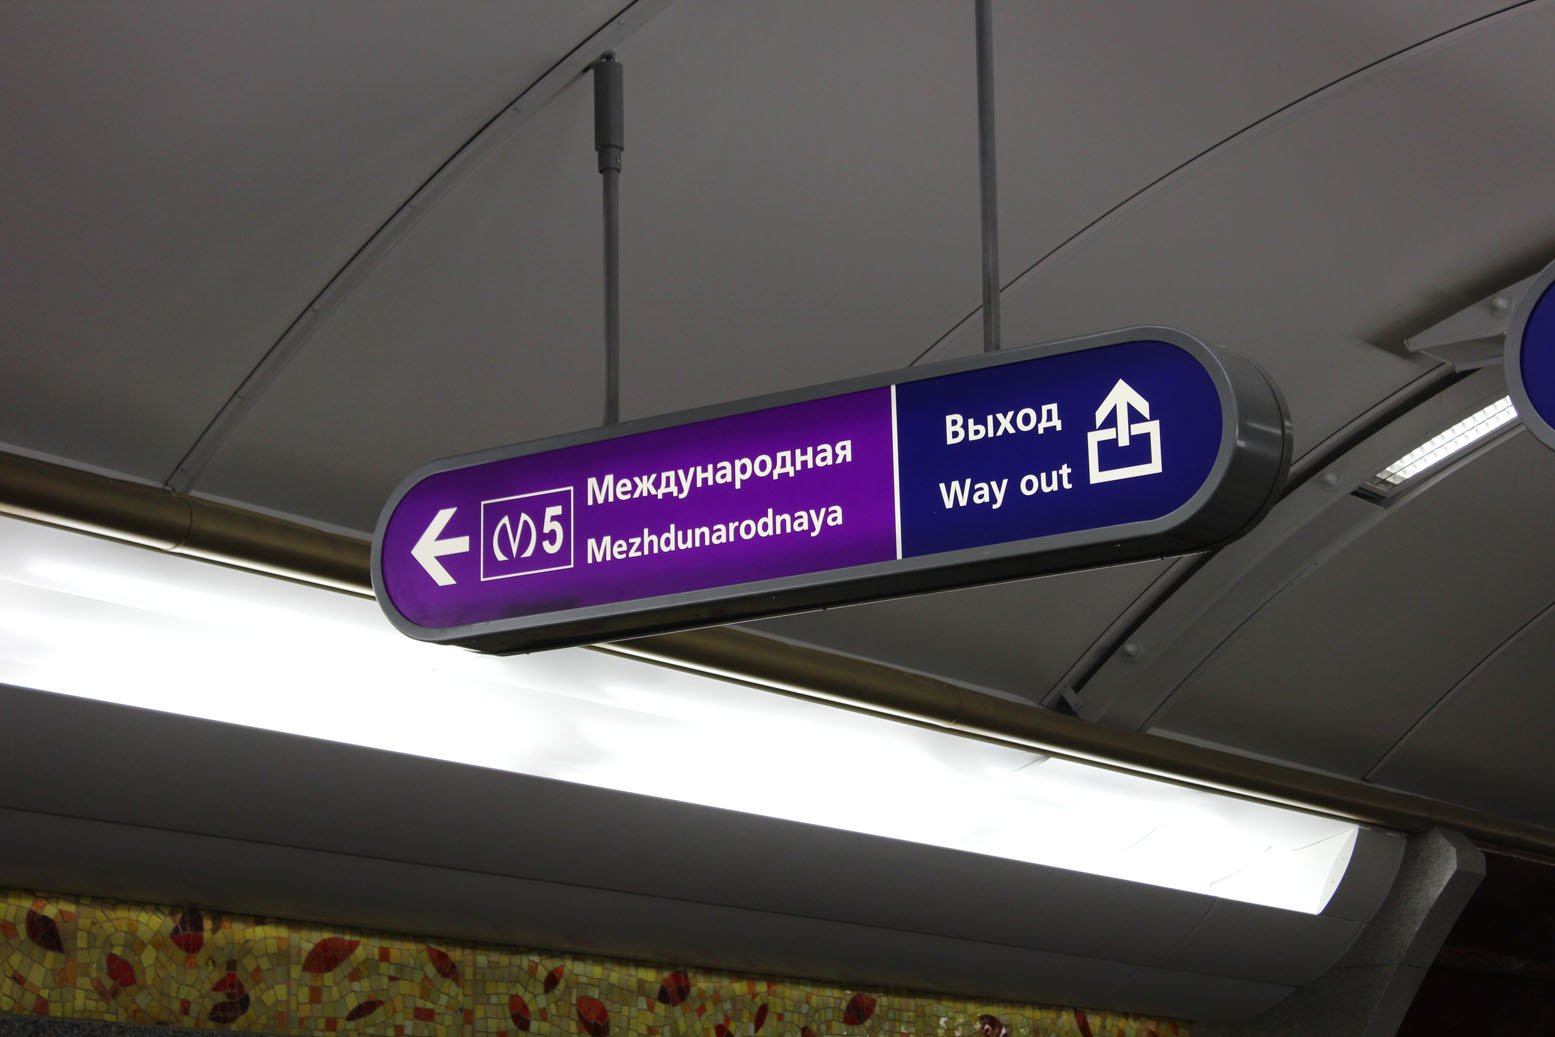 М 5
Международная
Mezhdunarodnaya
Выход
Way out